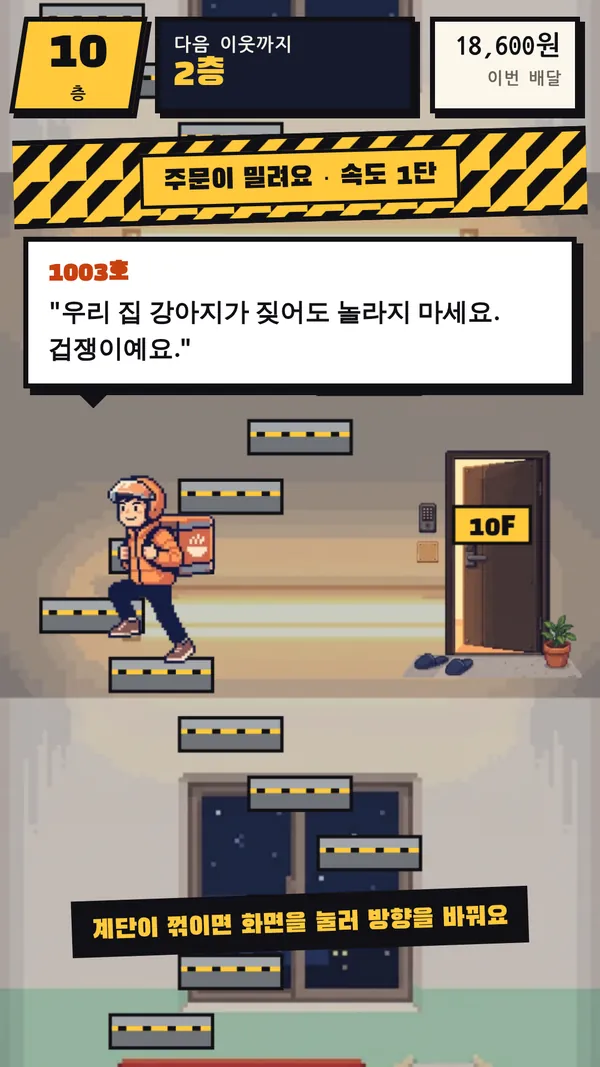 10
층
다음 이웃까지
2층
18,600원
이번 배달
주문이 밀려요 · 속도 1단
1003호
"우리 집 강아지가 짖어도 놀라지 마세요.
겁쟁이예요."
10F
계단이 꺾이면 화면을 눌러 방향을 바꿔요